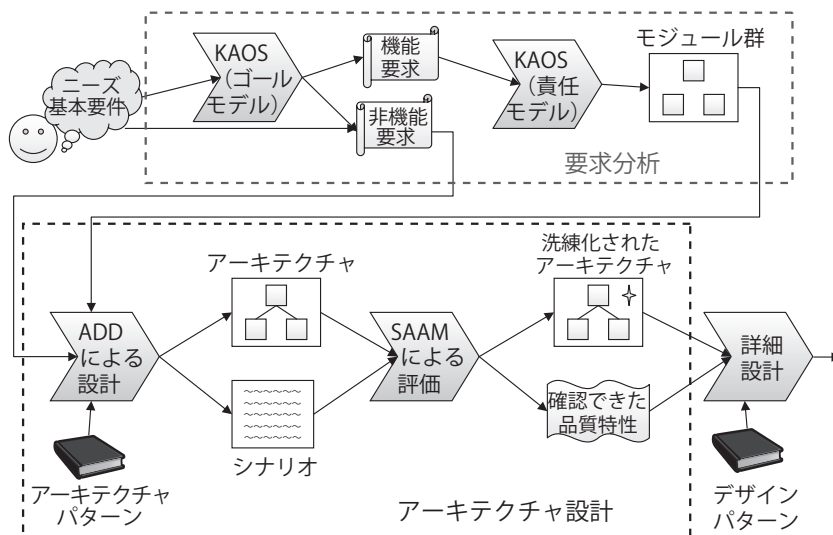 ニーズ
基本要件
KAOS
(ゴール
モデル)
機能
要求
非機能
要求
KAOS
(責任
モデル)
モジュール群
要求分析
ADD
による
設計
アーキテクチャ
パターン
アーキテクチャ
シナリオ
SAAM
による
評価
洗練化された
アーキテクチャ
確認できた
品質特性
アーキテクチャ設計
詳細
設計
デザイン
パターン